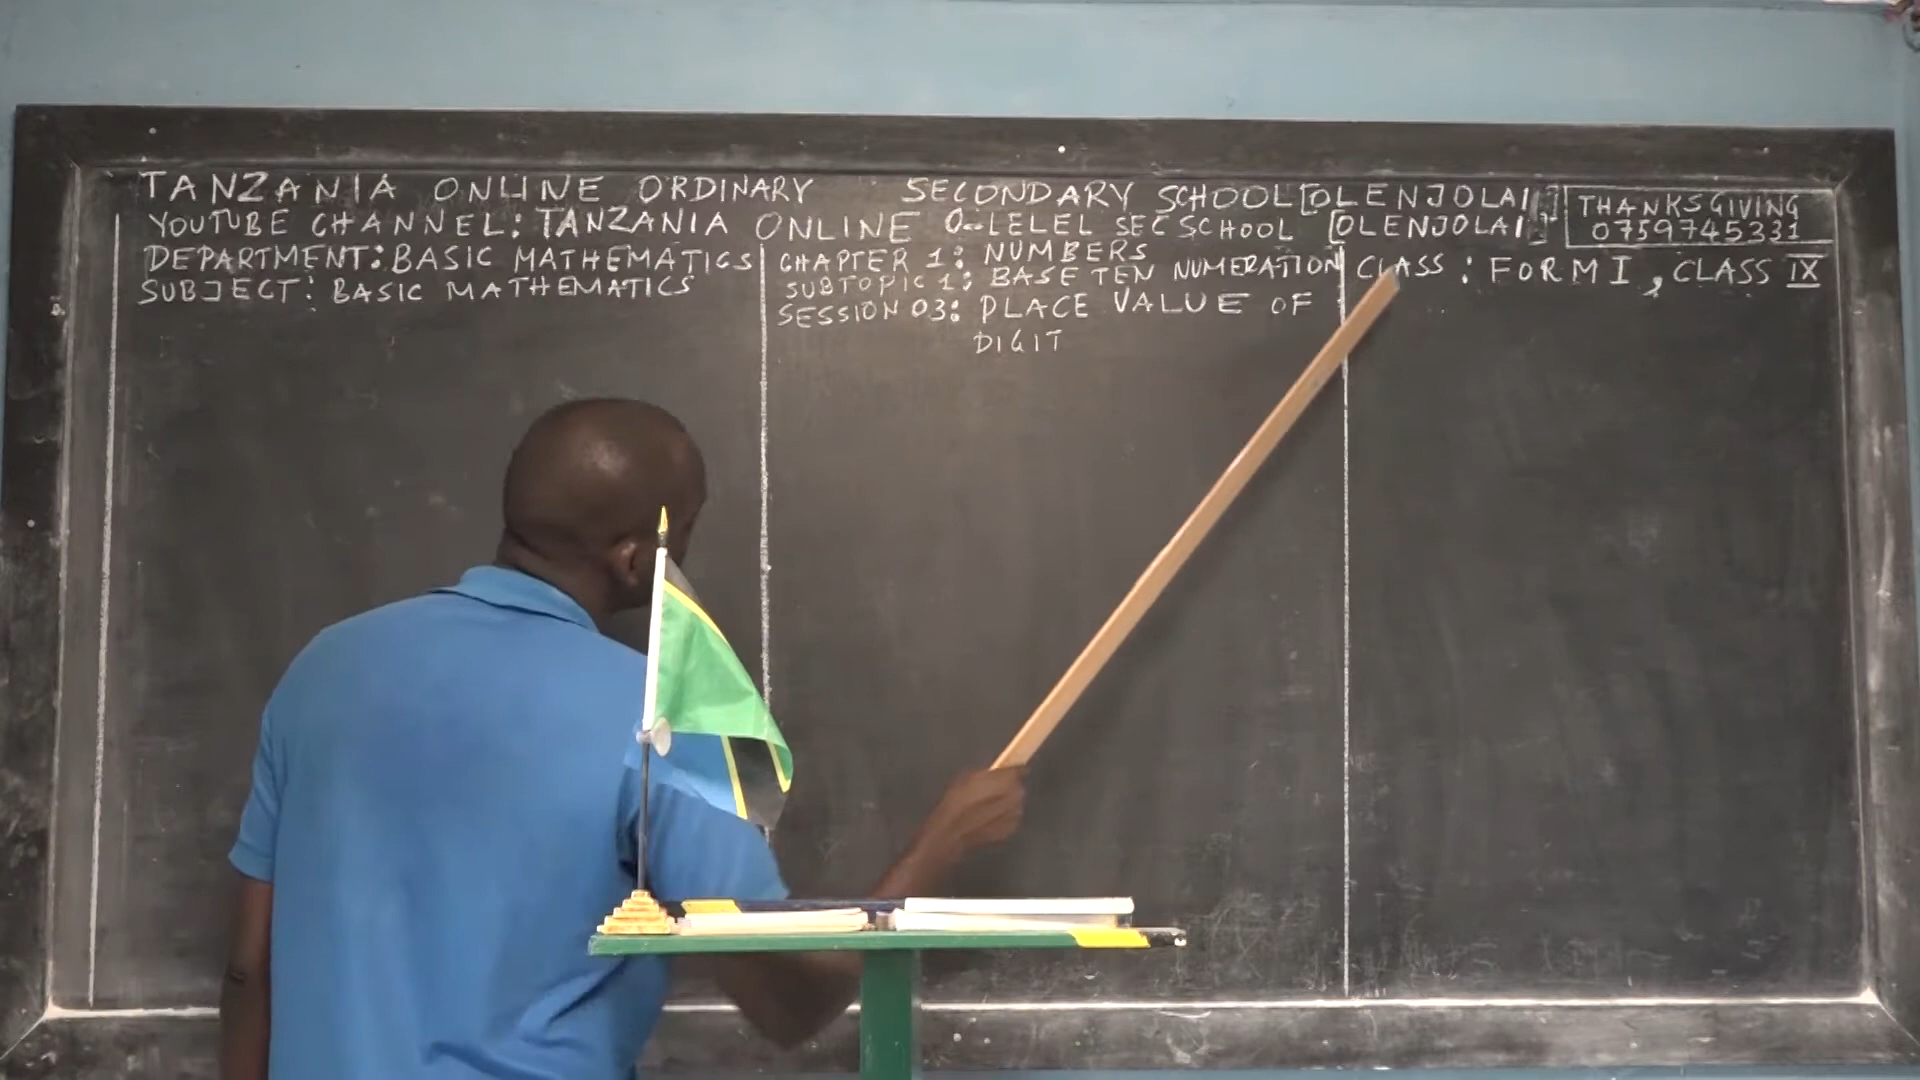 TANZANIA ONLINE ORDINARY SECONDARY SCHOOL [OLENJOLAI]
YOUTUBE CHANNEL: TANZANIA ONLINE O-LELEL SEC SCHOOL [OLENJOLAI]
THANKS GIVING
0759745331
DEPARTMENT: BASIC MATHEMATICS
SUBJECT: BASIC MATHEMATICS
CHAPTER 1: NUMBERS
SUBTOPIC 1: BASE TEN NUMERATION
SESSION 03: PLACE VALUE OF
DIGIT
CLASS: FORM I, CLASS IX